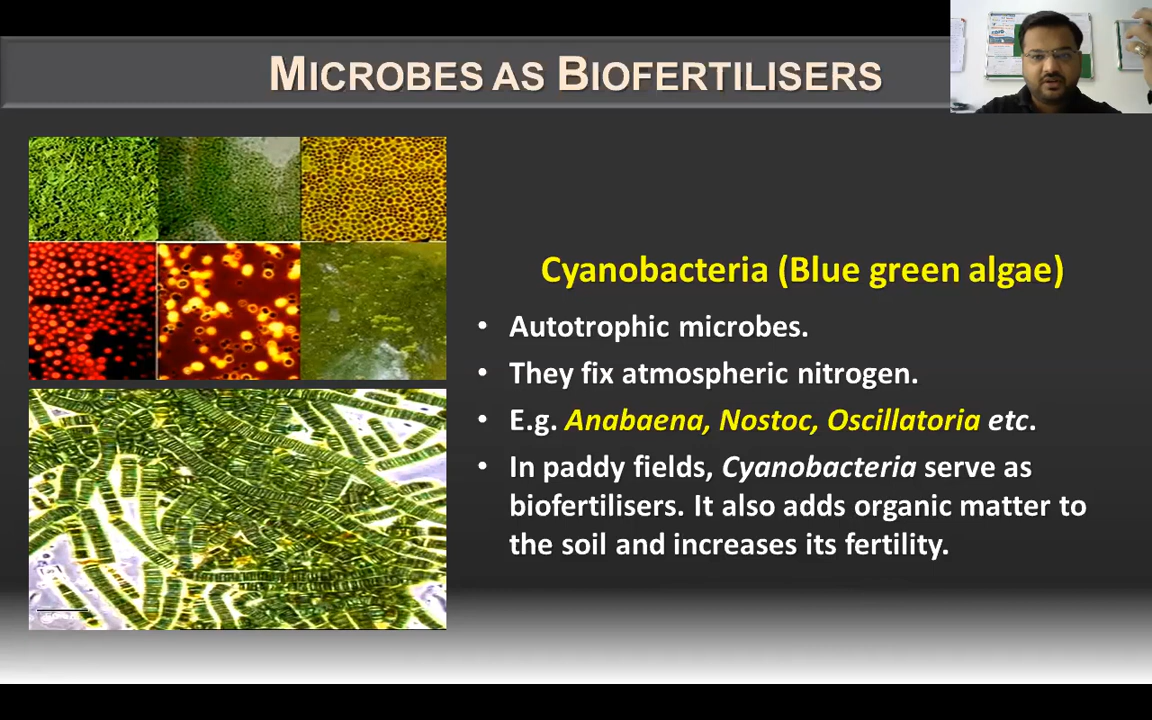 MICROBES AS BIOFERTILISERS
Cyanobacteria (Blue green algae)
• Autotrophic microbes.
• They fix atmospheric nitrogen.
• E.g. Anabaena, Nostoc, Oscillatoria etc.
• In paddy fields, Cyanobacteria serve as
biofertilisers. It also adds organic matter to
the soil and increases its fertility.